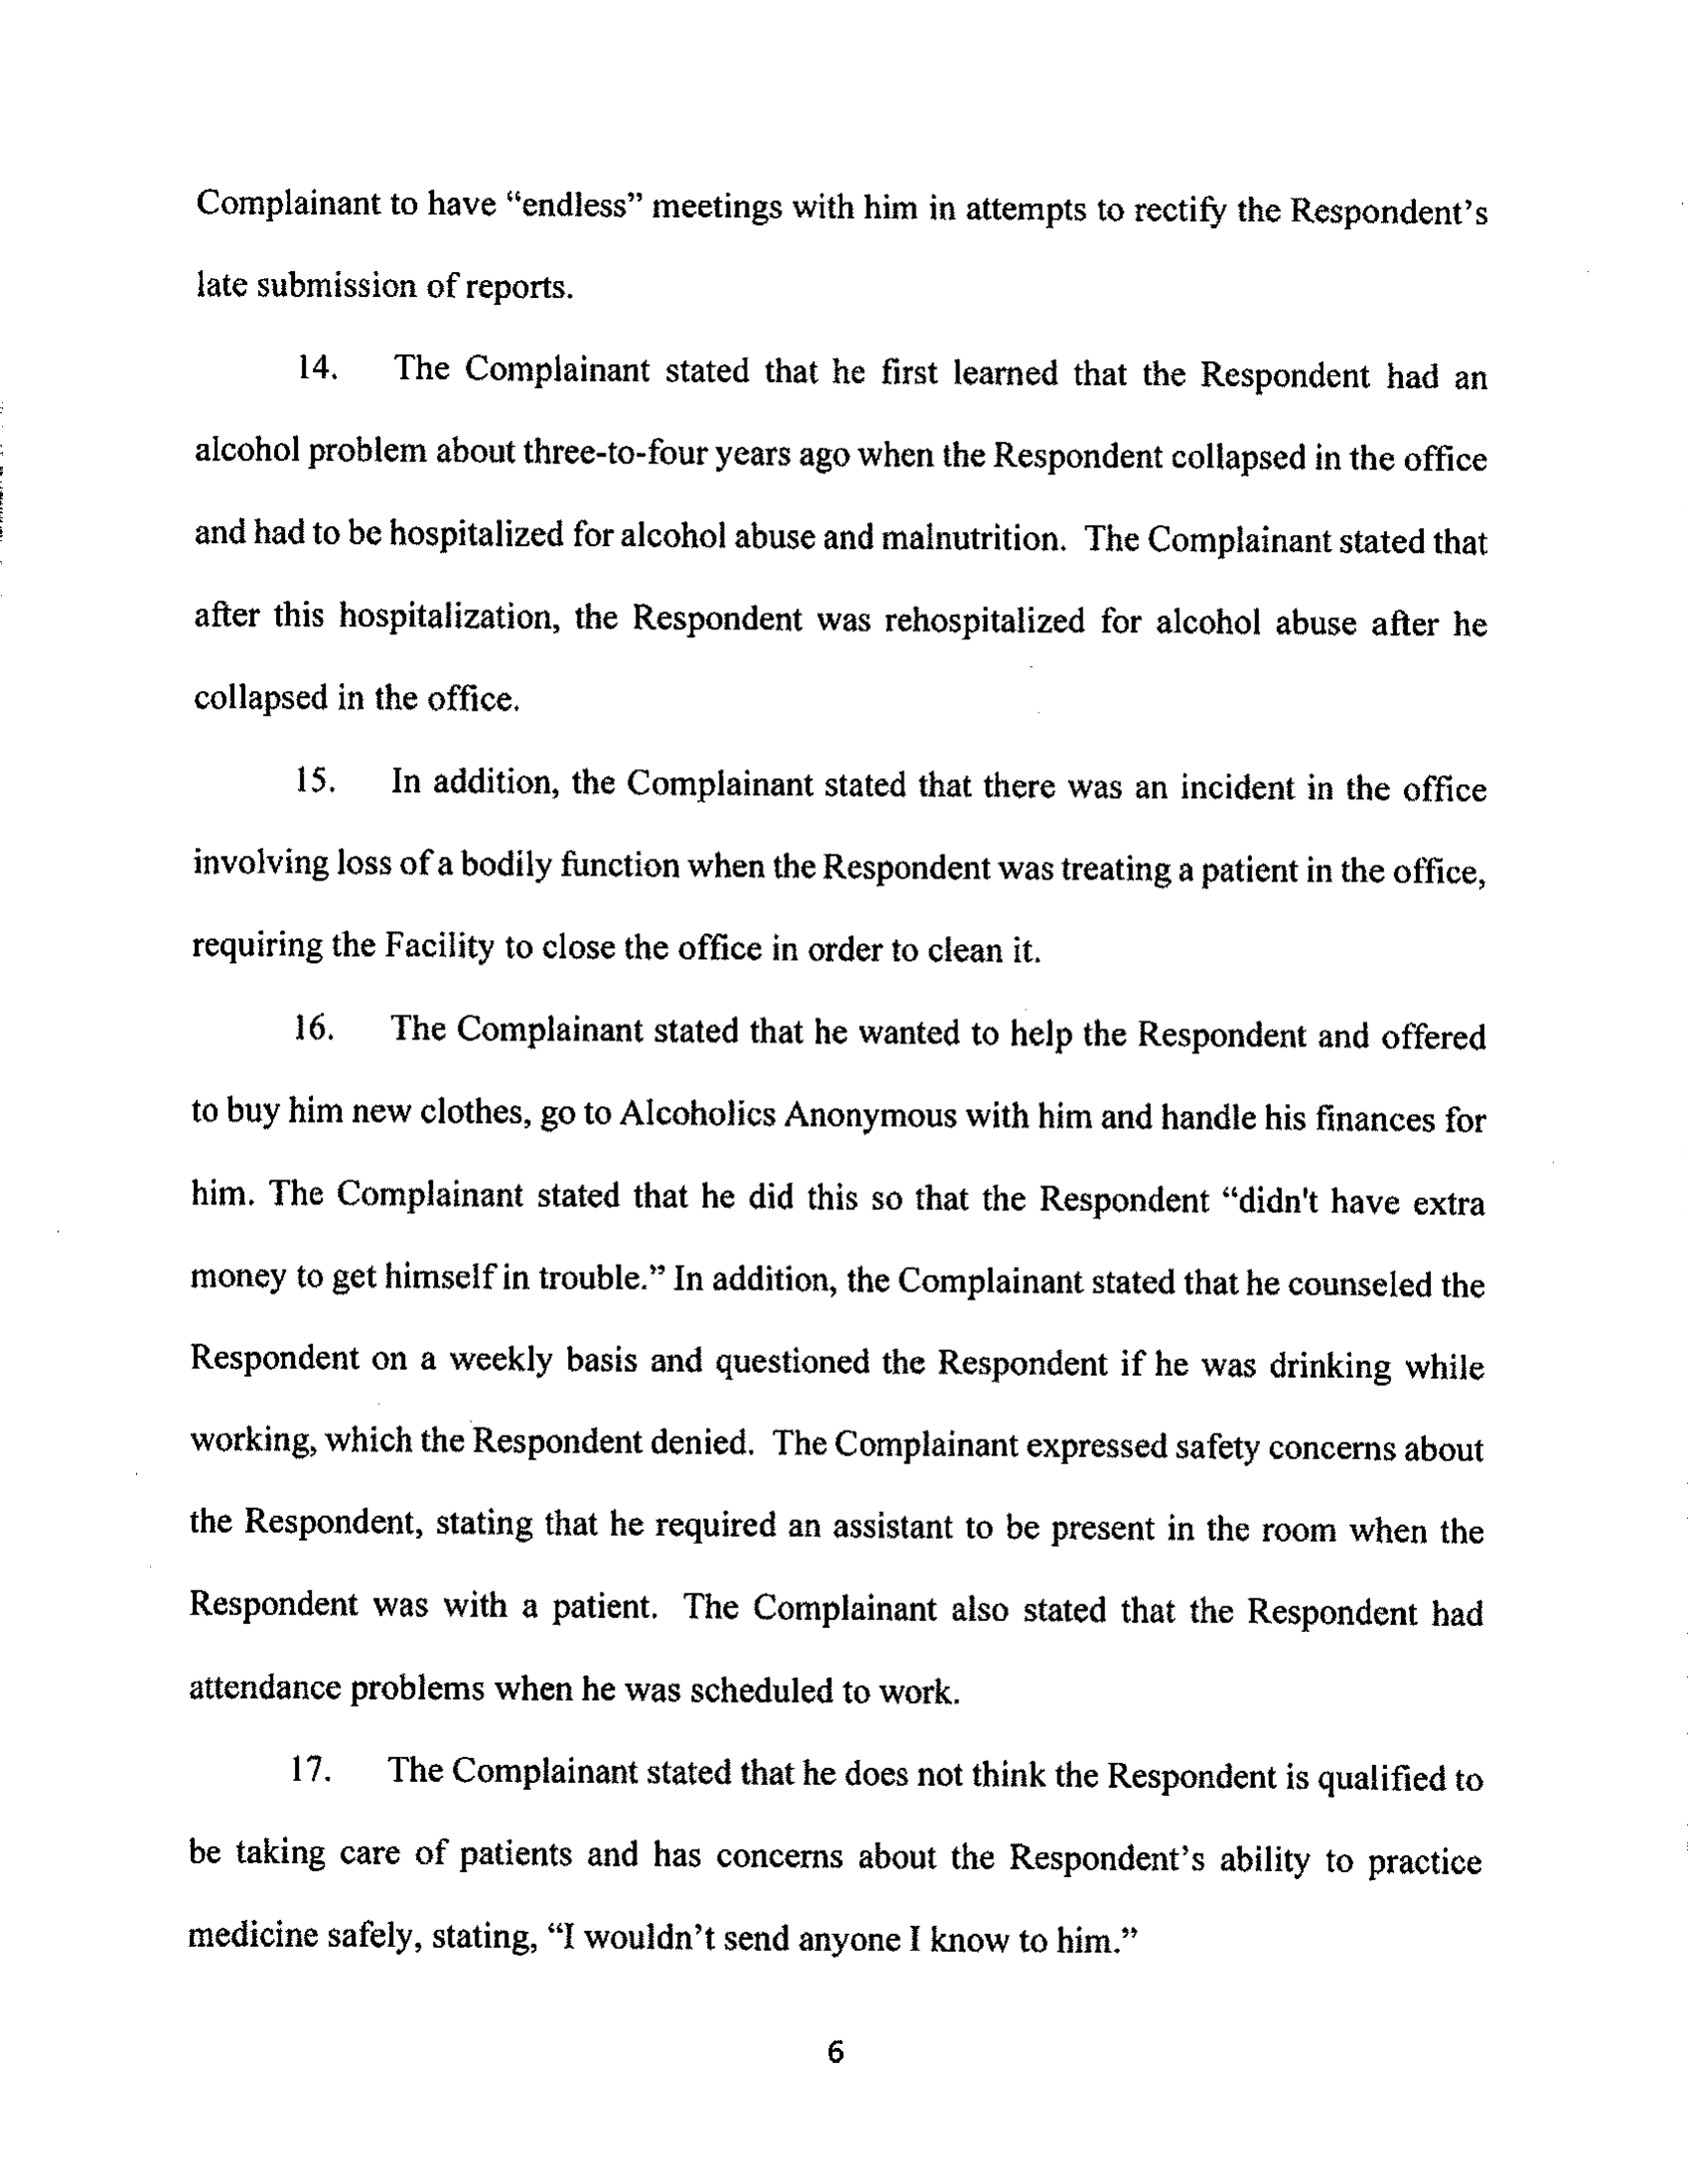 Complainant to have “endless” meetings with him in attempts to rectify the Respondent’s
late submission of reports.
14. The Complainant stated that he first learned that the Respondent had an
alcohol problem about three-to-four years ago when the Respondent collapsed in the office
and had to be hospitalized for alcohol abuse and malnutrition. The Complainant stated that
after this hospitalization, the Respondent was rehospitalized for alcohol abuse after he
collapsed in the office.
15. In addition, the Complainant stated that there was an incident in the office
involving loss of a bodily function when the Respondent was treating a patient in the office,
requiring the Facility to close the office in order to clean it.
16. The Complainant stated that he wanted to help the Respondent and offered
to buy him new clothes, go to Alcoholics Anonymous with him and handle his finances for
him. The Complainant stated that he did this so that the Respondent “didn't have extra
money to get himself in trouble.” In addition, the Complainant stated that he counseled the
Respondent on a weekly basis and questioned the Respondent if he was drinking while
working, which the Respondent denied. The Complainant expressed safety concerns about
the Respondent, stating that he required an assistant to be present in the room when the
Respondent was with a patient. The Complainant also stated that the Respondent had
attendance problems when he was scheduled to work.
17. The Complainant stated that he does not think the Respondent is qualified to
be taking care of patients and has concerns about the Respondent’s ability to practice
medicine safely, stating, “I wouldn’t send anyone I know to him.”
6